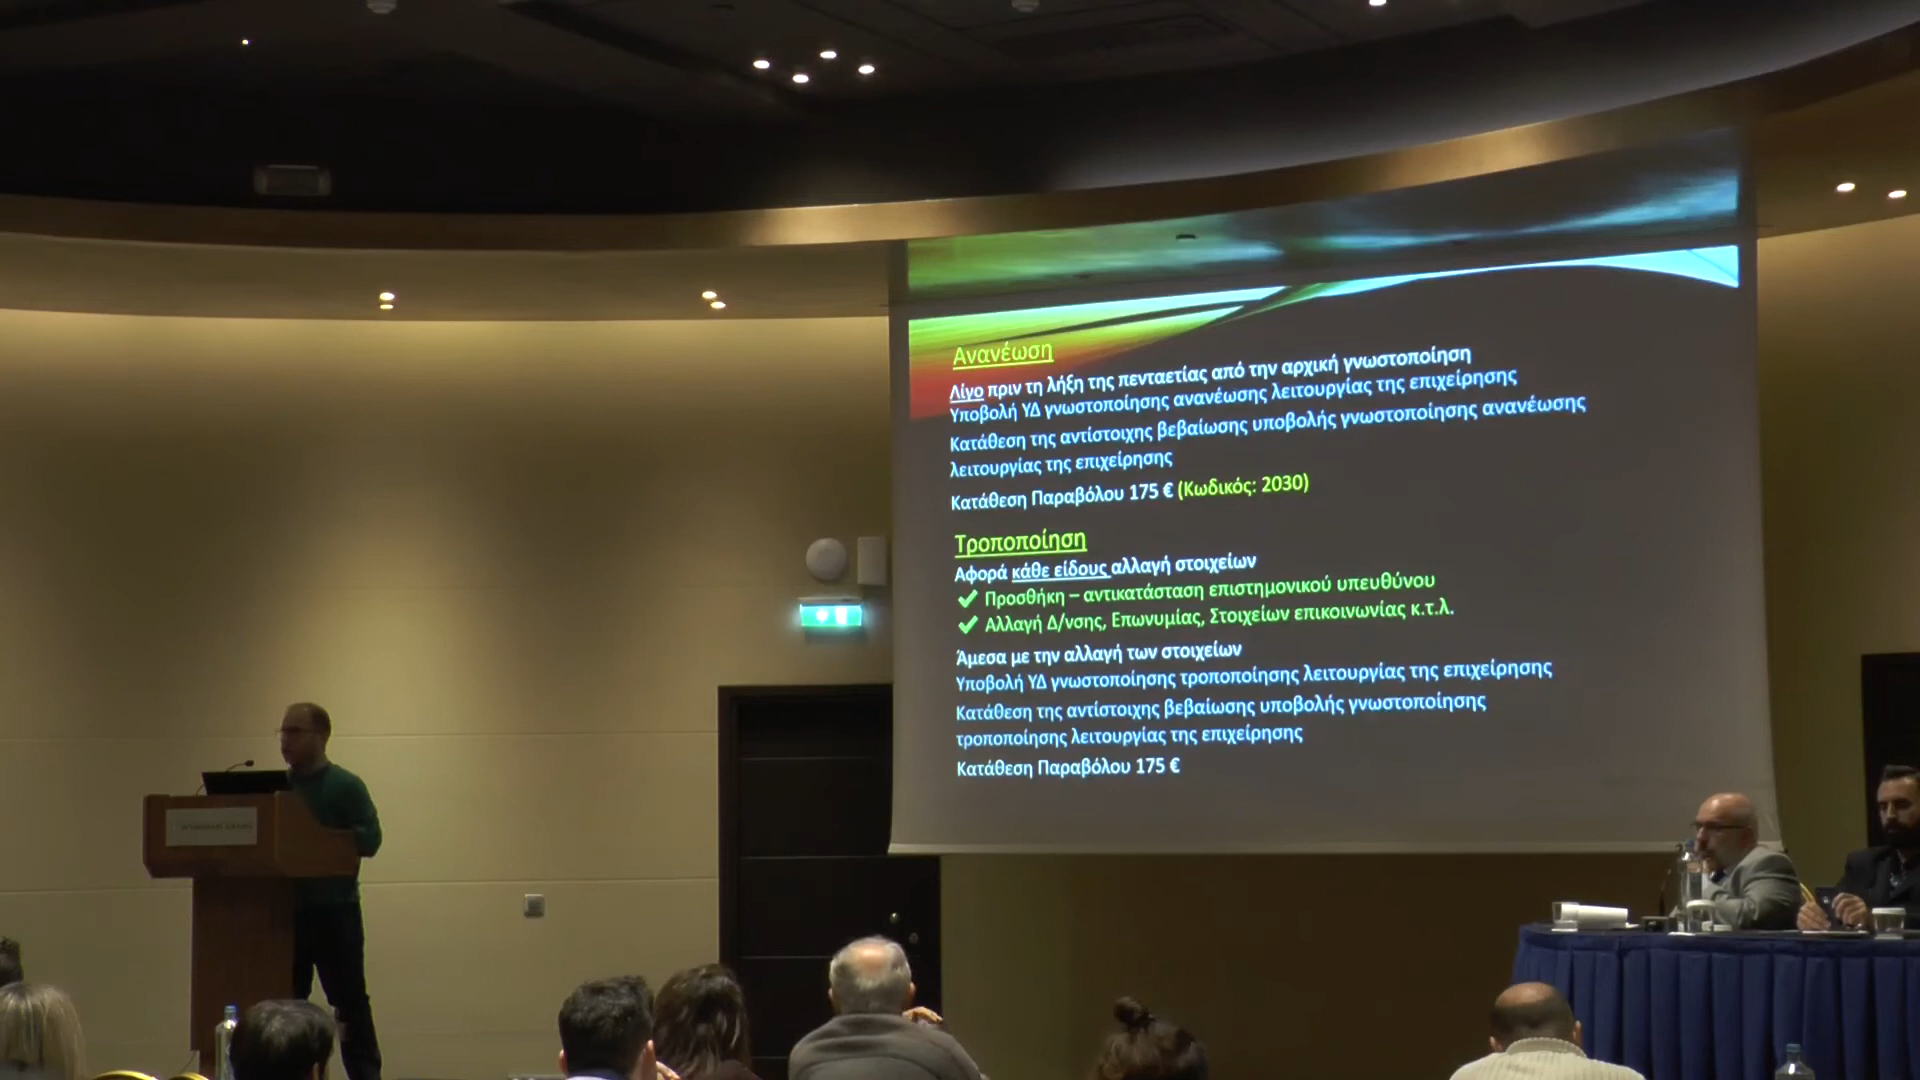 Ανανέωση
Λίγο πριν τη λήξη της πενταετίας από την αρχική γνωστοποίηση
Υποβολή ΥΔ γνωστοποίησης ανανέωσης λειτουργίας της επιχείρησης
Κατάθεση της αντίστοιχης βεβαίωσης υποβολής γνωστοποίησης ανανέωσης
λειτουργίας της επιχείρησης
Κατάθεση Παραβόλου 175 € (Κωδικός: 2030)
Τροποποίηση
Αφορά κάθε είδους αλλαγή στοιχείων
✓ Προσθήκη – αντικατάσταση επιστημονικού υπευθύνου
✓ Αλλαγή Δ/νσης, Επωνυμίας, Στοιχείων επικοινωνίας κ.τ.λ.
Άμεσα με την αλλαγή των στοιχείων
Υποβολή ΥΔ γνωστοποίησης τροποποίησης λειτουργίας της επιχείρησης
Κατάθεση της αντίστοιχης βεβαίωσης υποβολής γνωστοποίησης
τροποποίησης λειτουργίας της επιχείρησης
Κατάθεση Παραβόλου 175 €